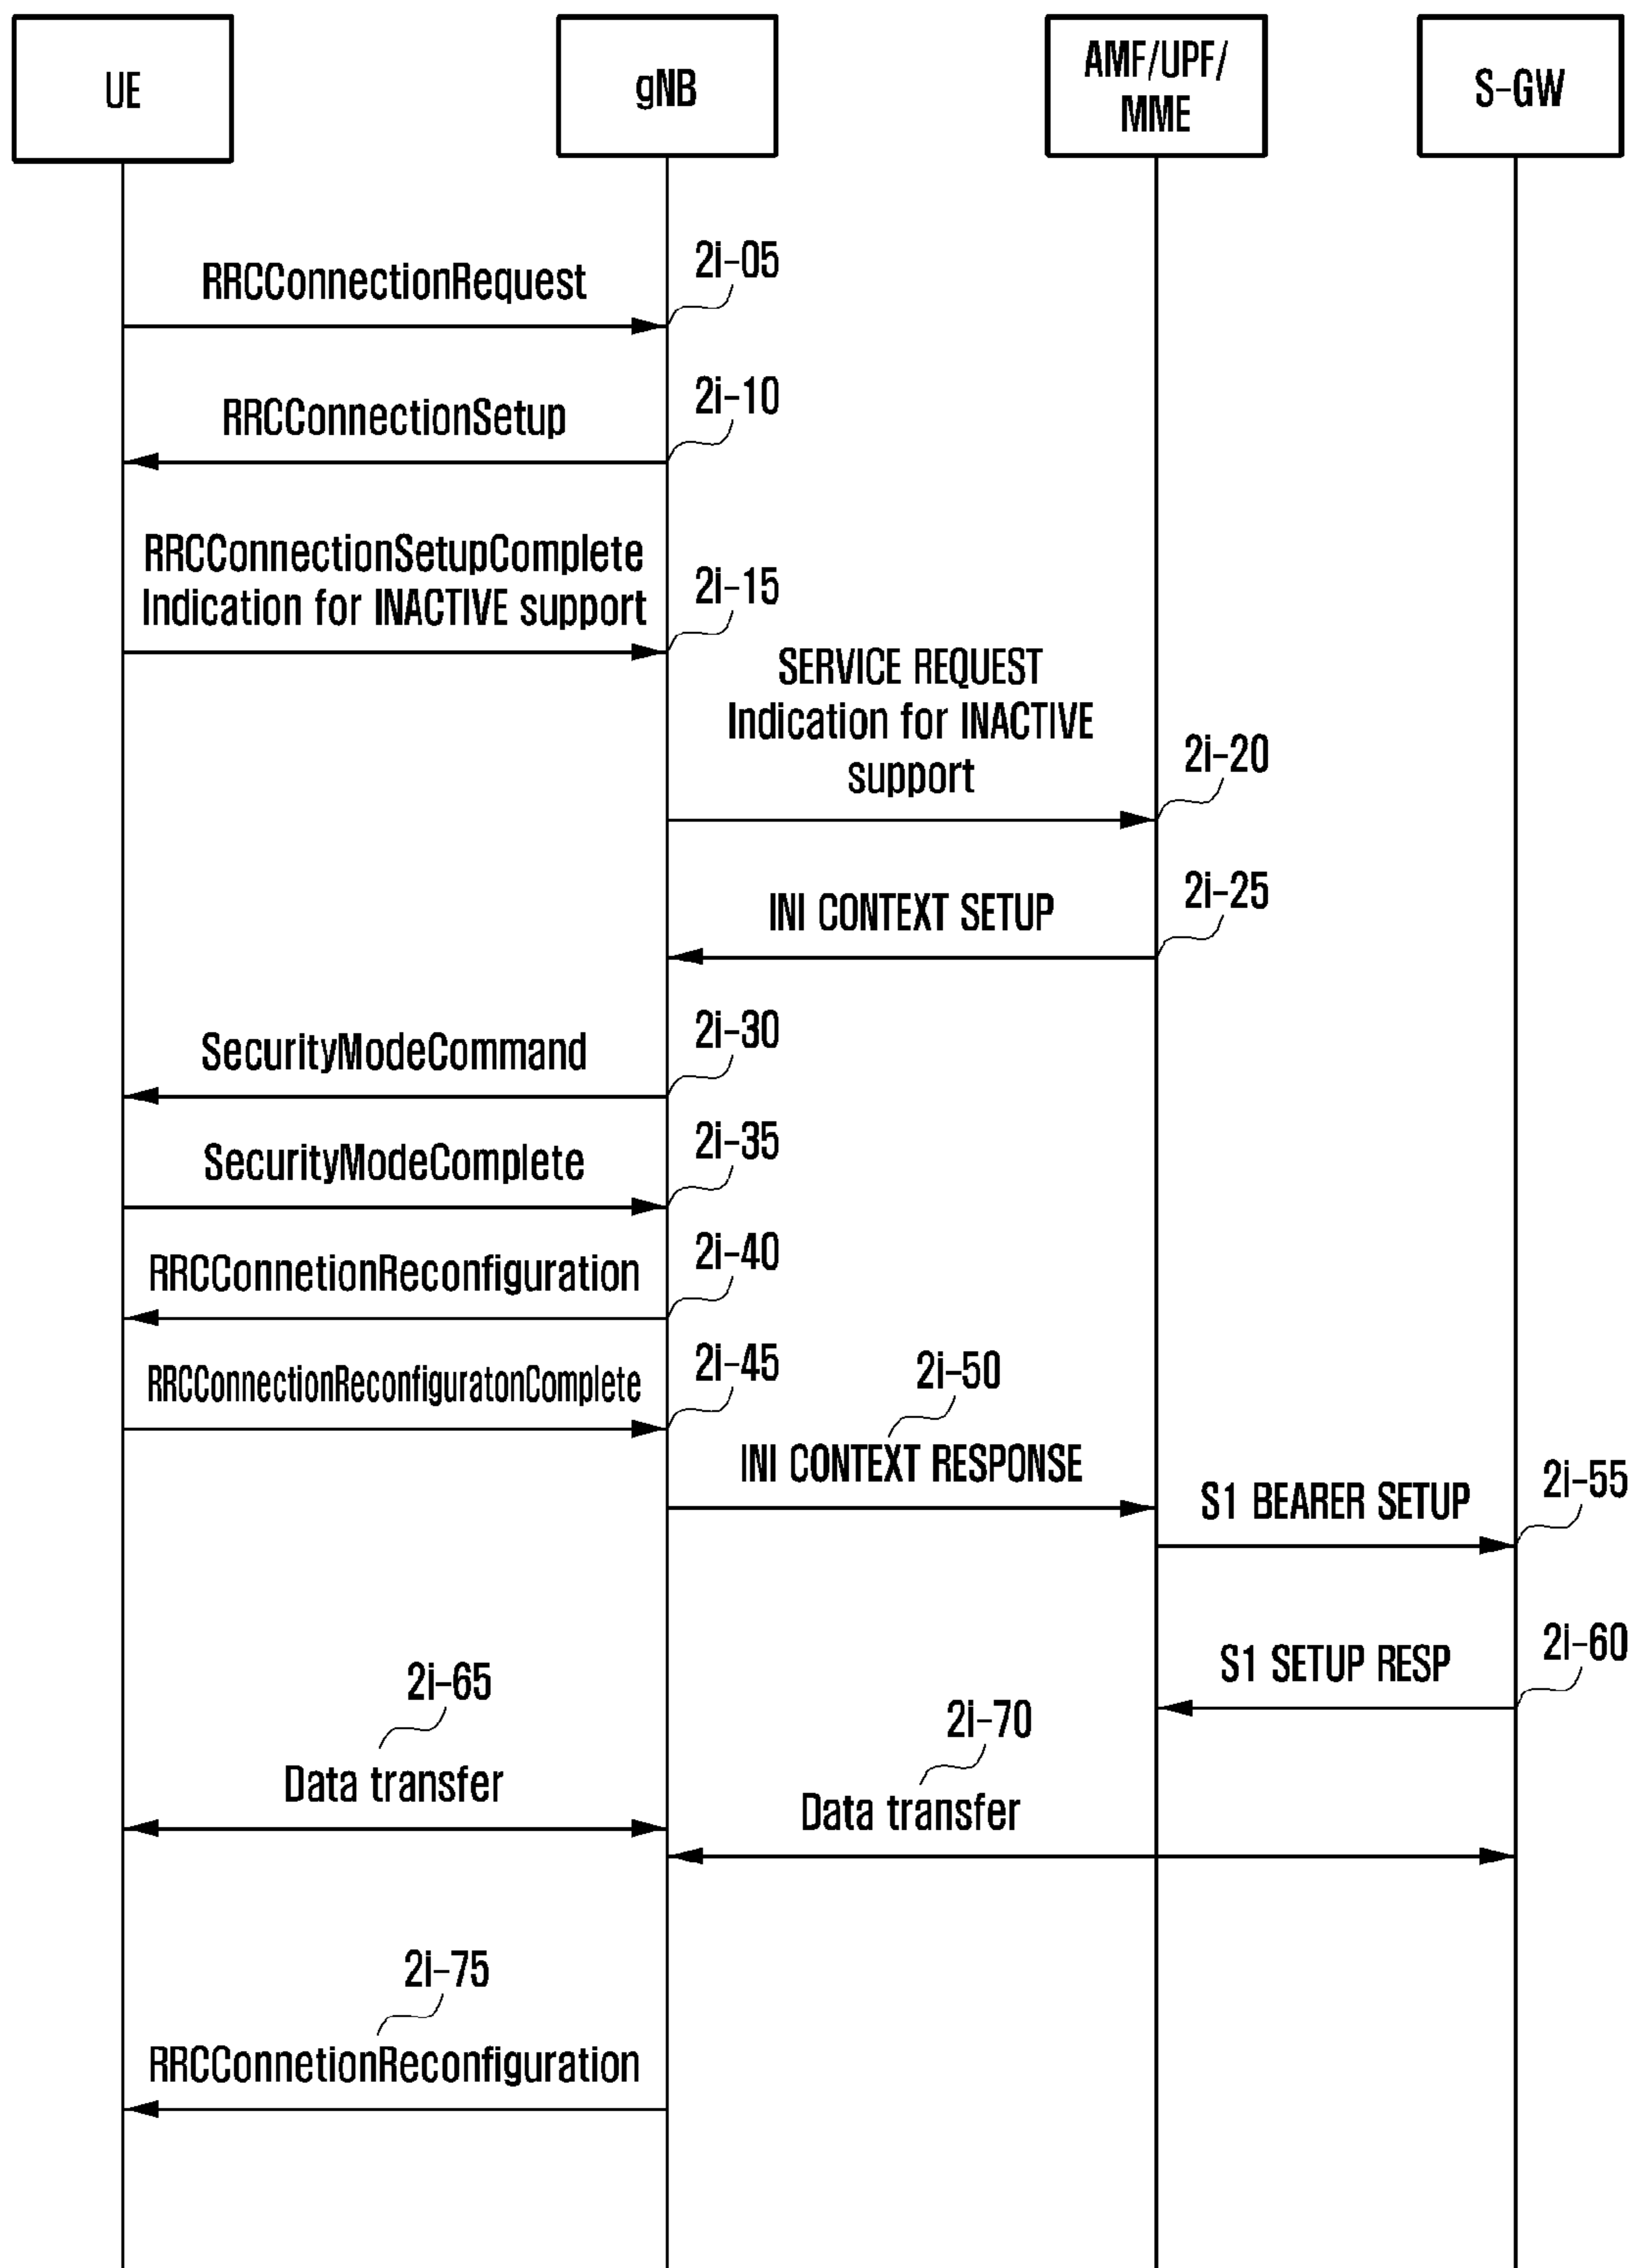 UE
gNB
AMF/UPF/
MME
S-GW
2i-05
RRCConnectionRequest
2i-10
RRCConnectionSetup
RRCConnectionSetupComplete
Indication for INACTIVE support
2i-15
SERVICE REQUEST
Indication for INACTIVE
support
2i-20
2i-25
INI CONTEXT SETUP
2i-30
SecurityModeCommand
2i-35
SecurityModeComplete
2i-40
RRCConnetionReconfiguration
2i-45
RRCConnectionReconfiguratonComplete
2i-50
INI CONTEXT RESPONSE
2i-55
S1 BEARER SETUP
2i-60
S1 SETUP RESP
2i-65
Data transfer
2i-70
Data transfer
2i-75
RRCConnetionReconfiguration